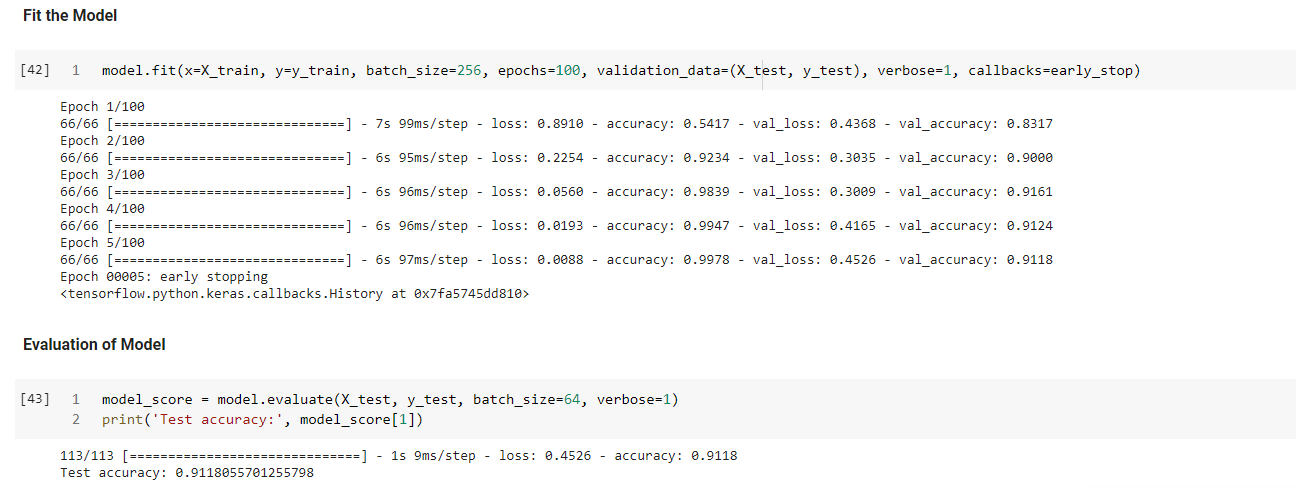 Fit the Model
[42] 1 model.fit(x=X_train, y=y_train, batch_size=256, epochs=100, validation_data=(X_test, y_test), verbose=1, callbacks=early_stop)
Epoch 1/100
66/66 [==============================] - 7s 99ms/step - loss: 0.8910 - accuracy: 0.5417 - val_loss: 0.4368 - val_accuracy: 0.8317
Epoch 2/100
66/66 [==============================] - 6s 95ms/step - loss: 0.2254 - accuracy: 0.9234 - val_loss: 0.3035 - val_accuracy: 0.9000
Epoch 3/100
66/66 [==============================] - 6s 96ms/step - loss: 0.0560 - accuracy: 0.9839 - val_loss: 0.3009 - val_accuracy: 0.9161
Epoch 4/100
66/66 [==============================] - 6s 96ms/step - loss: 0.0193 - accuracy: 0.9947 - val_loss: 0.4165 - val_accuracy: 0.9124
Epoch 5/100
66/66 [==============================] - 6s 97ms/step - loss: 0.0088 - accuracy: 0.9978 - val_loss: 0.4526 - val_accuracy: 0.9118
Epoch 00005: early stopping
<tensorflow.python.keras.callbacks.History at 0x7fa5745dd810>
Evaluation of Model
[43] 1 model_score = model.evaluate(X_test, y_test, batch_size=64, verbose=1)
2 print('Test accuracy:', model_score[1])
113/113 [==============================] - 1s 9ms/step - loss: 0.4526 - accuracy: 0.9118
Test accuracy: 0.9118055701255798